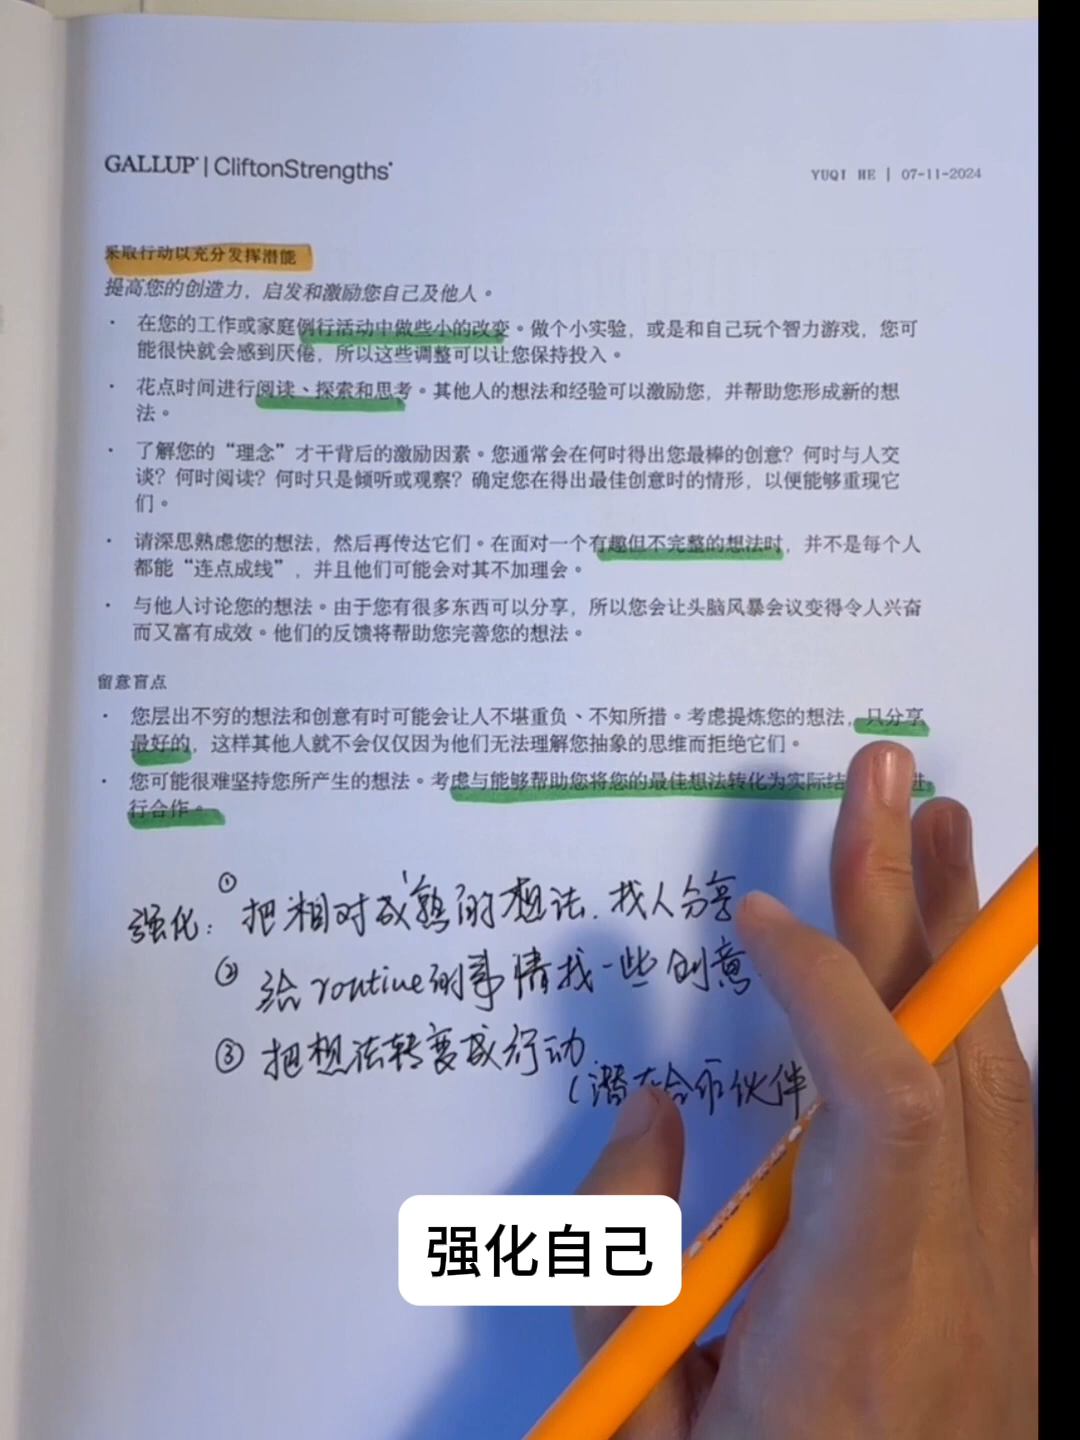 GALLUP | CliftonStrengths
YUQI HE | 07-11-2024
采取行动以充分发挥潜能
提高您的创造力，启发和激励您自己及他人。
· 在您的工作或家庭例行活动中做些小的改变。做个小实验，或是和自己玩个智力游戏，您可
能很快就会感到厌倦，所以这些调整可以让您保持投入。
· 花点时间进行阅读、探索和思考。其他人的想法和经验可以激励您，并帮助您形成新的想
法。
· 了解您的“理念”才干背后的激励因素。您通常会在何时得出您最棒的创意？何时与人交
谈？何时阅读？何时只是倾听或观察？确定您在得出最佳创意时的情形，以便能够重现它
们。
· 请深思熟虑您的想法，然后再传达它们。在面对一个有趣但不完整的想法时，并不是每个人
都能“连点成线”，并且他们可能会对其不加理会。
· 与他人讨论您的想法。由于您有很多东西可以分享，所以您会让头脑风暴会议变得令人兴奋
而又富有成效。他们的反馈将帮助您完善您的想法。
留意盲点
· 您层出不穷的想法和创意有时可能会让人不堪重负、不知所措。考虑提炼您的想法，只分享
最好的，这样其他人就不会仅仅因为他们无法理解您抽象的思维而拒绝它们。
· 您可能很难坚持您所产生的想法。考虑与能够帮助您将您的最佳想法转化为实际结 进
行合作。
强化：① 把相对成熟的想法，找人分享
② 给routine的事情找一些创意
③ 把想法转变成行动
（潜在合作伙伴
强化自己